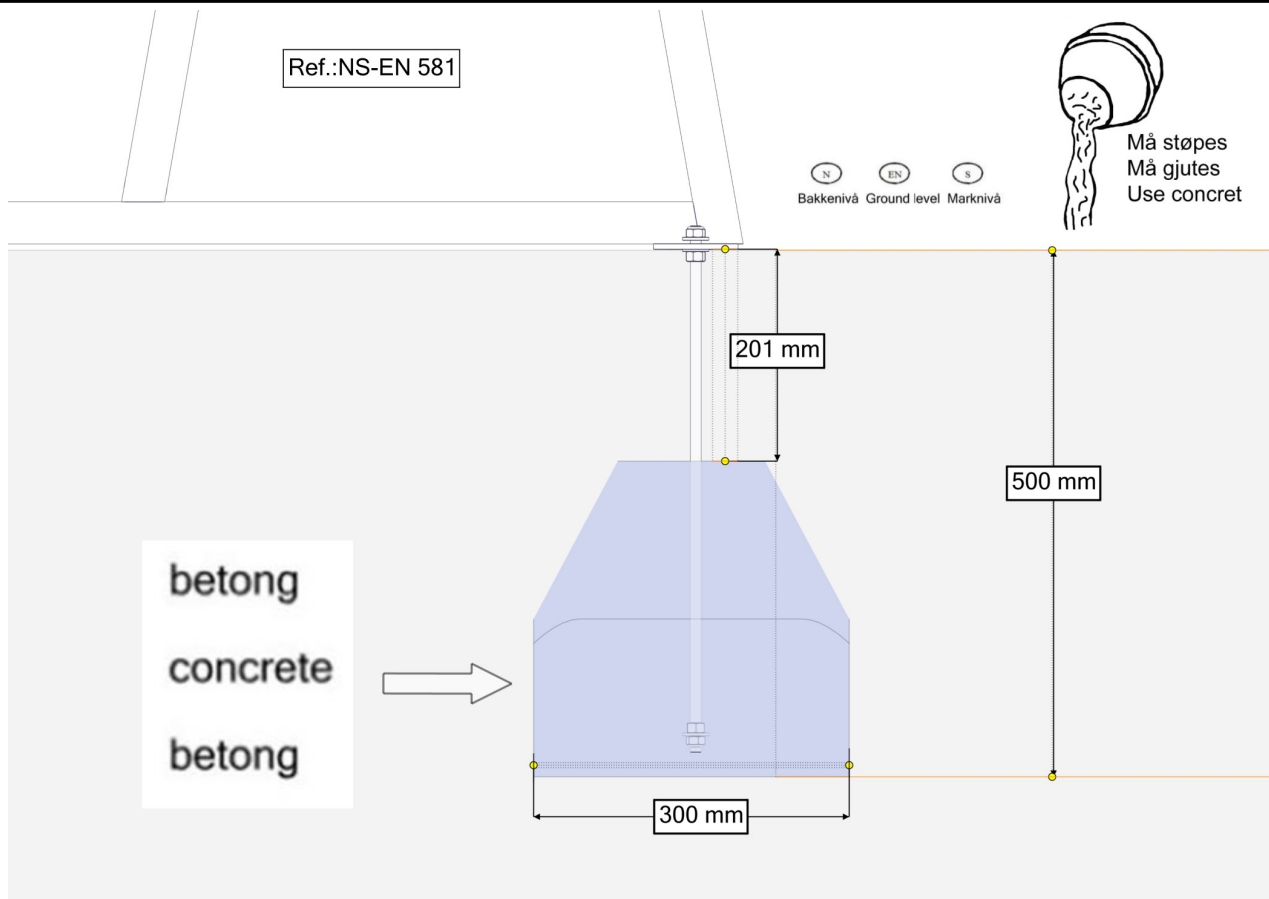 Ref.:NS-EN 581
Må støpes
Må gjutes
Use concret
N EN S
Bakkenivå Ground level Marknivå
201 mm
500 mm
betong
concrete
betong
300 mm